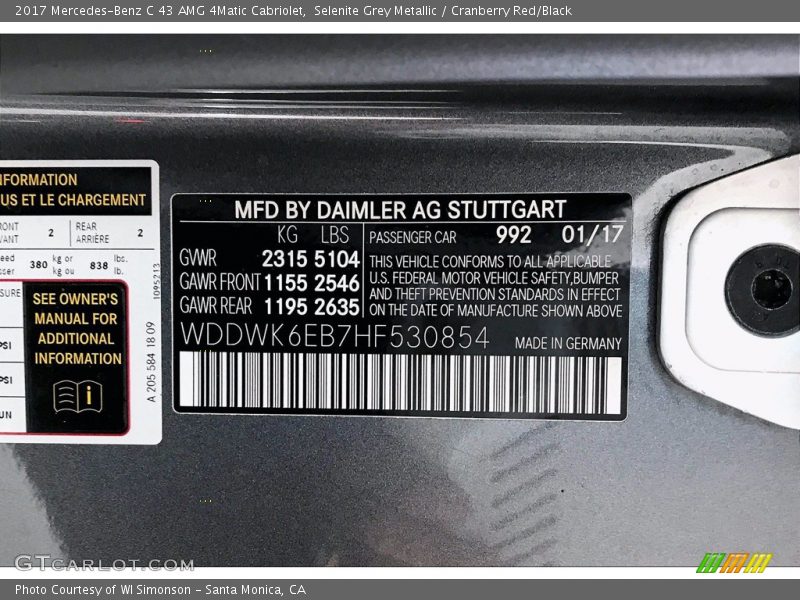 2017 Mercedes-Benz C 43 AMG 4Matic Cabriolet, Selenite Grey Metallic / Cranberry Red/Black
NFORMATION
US ET LE CHARGEMENT
RONT 2 REAR 2
VANT ARRIÈRE
380 kg or 838 lbs.
kg ou lb.
SURE
PSI
PSI
UN
SEE OWNER'S
MANUAL FOR
ADDITIONAL
INFORMATION
i
1095213
A 205 584 18 09
MFD BY DAIMLER AG STUTTGART
KG LBS
GVWR 2315 5104
GAWR FRONT 1155 2546
GAWR REAR 1195 2635
PASSENGER CAR 992 01/17
THIS VEHICLE CONFORMS TO ALL APPLICABLE
U.S. FEDERAL MOTOR VEHICLE SAFETY,BUMPER
AND THEFT PREVENTION STANDARDS IN EFFECT
ON THE DATE OF MANUFACTURE SHOWN ABOVE
WDDWK6EB7HF530854 MADE IN GERMANY
GTCARLOT.COM
Photo Courtesy of WI Simonson - Santa Monica, CA